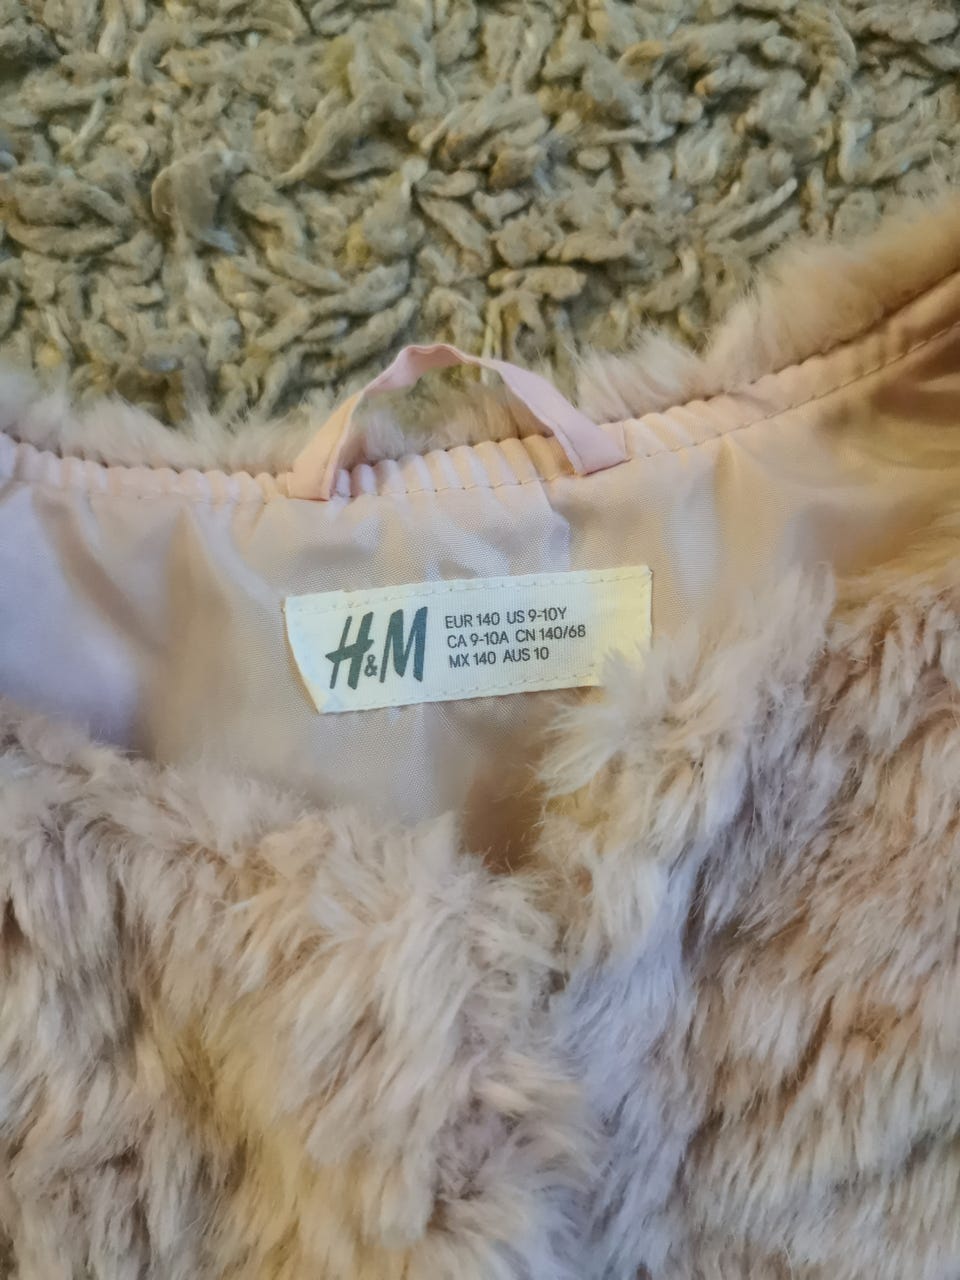 H&M
EUR 140 US 9-10Y
CA 9-10A CN 140/68
MX 140 AUS 10